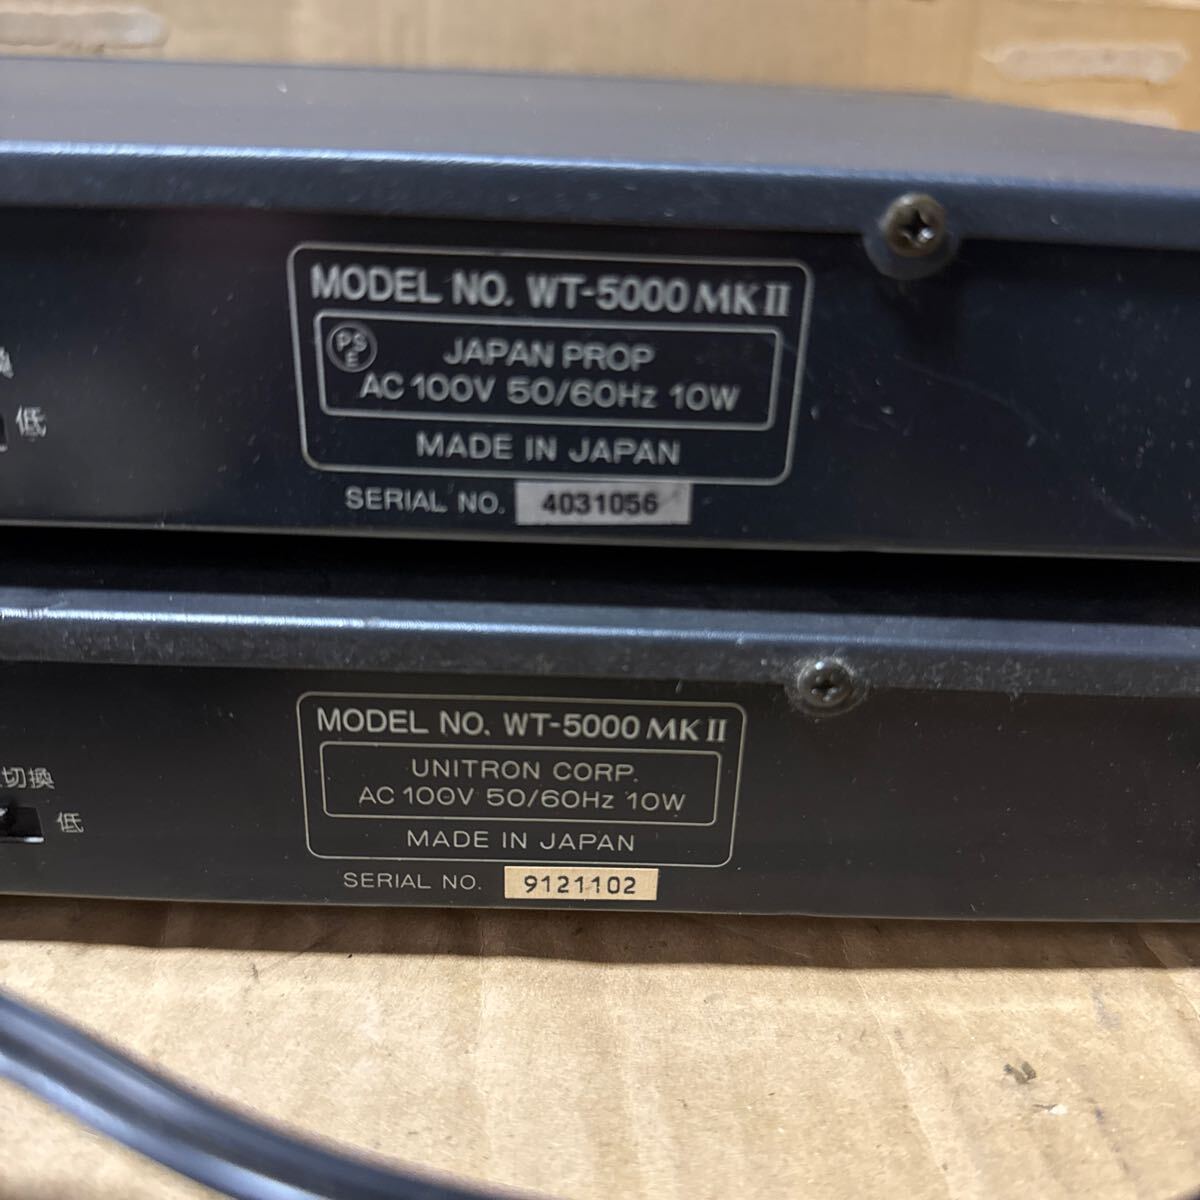 MODEL NO. WT-5000 MKII
PSE
JAPAN PROP
AC 100V 50/60Hz 10W
MADE IN JAPAN
SERIAL NO. 4031056
低
MODEL NO. WT-5000 MKII
UNITRON CORP.
AC 100V 50/60Hz 10W
MADE IN JAPAN
SERIAL NO. 9121102
切換
低